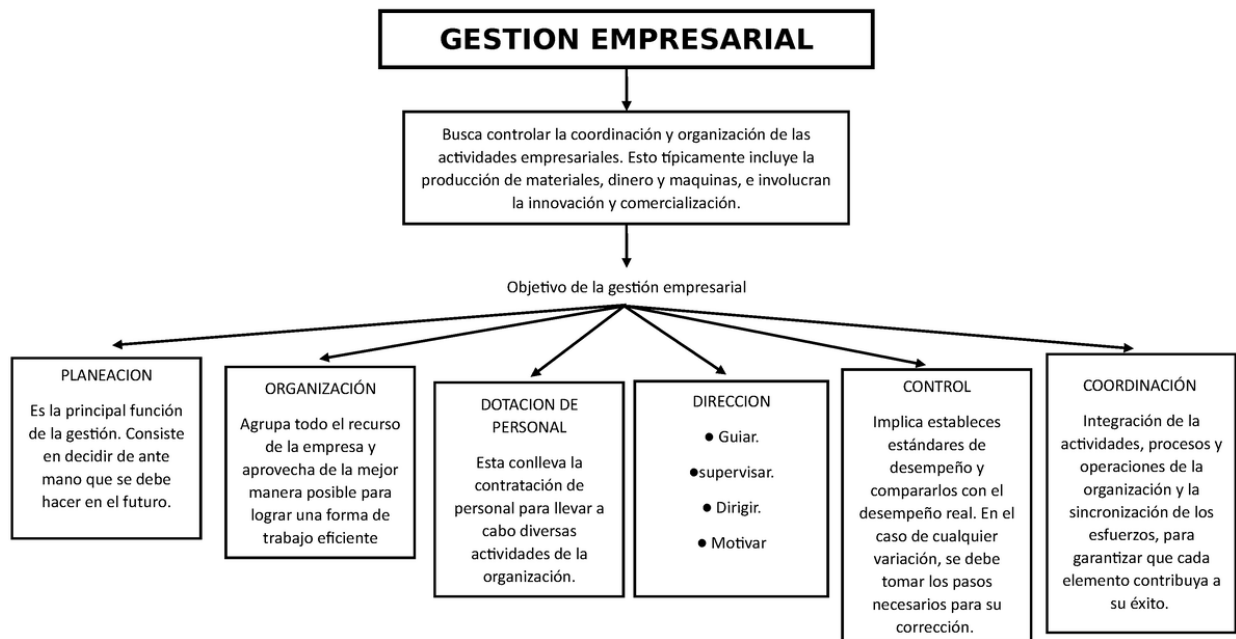 GESTION EMPRESARIAL
Busca controlar la coordinación y organización de las
actividades empresariales. Esto típicamente incluye la
producción de materiales, dinero y maquinas, e involucran
la innovación y comercialización.
Objetivo de la gestión empresarial
PLANEACION
Es la principal función
de la gestión. Consiste
en decidir de ante
mano que se debe
hacer en el futuro.
ORGANIZACIÓN
Agrupa todo el recurso
de la empresa y
aprovecha de la mejor
manera posible para
lograr una forma de
trabajo eficiente
DOTACION DE
PERSONAL
Esta conlleva la
contratación de
personal para llevar a
cabo diversas
actividades de la
organización.
DIRECCION
● Guiar.
●supervisar.
● Dirigir.
● Motivar
CONTROL
Implica estableces
estándares de
desempeño y
compararlos con el
desempeño real. En el
caso de cualquier
variación, se debe
tomar los pasos
necesarios para su
corrección.
COORDINACIÓN
Integración de la
actividades, procesos y
operaciones de la
organización y la
sincronización de los
esfuerzos, para
garantizar que cada
elemento contribuya a
su éxito.